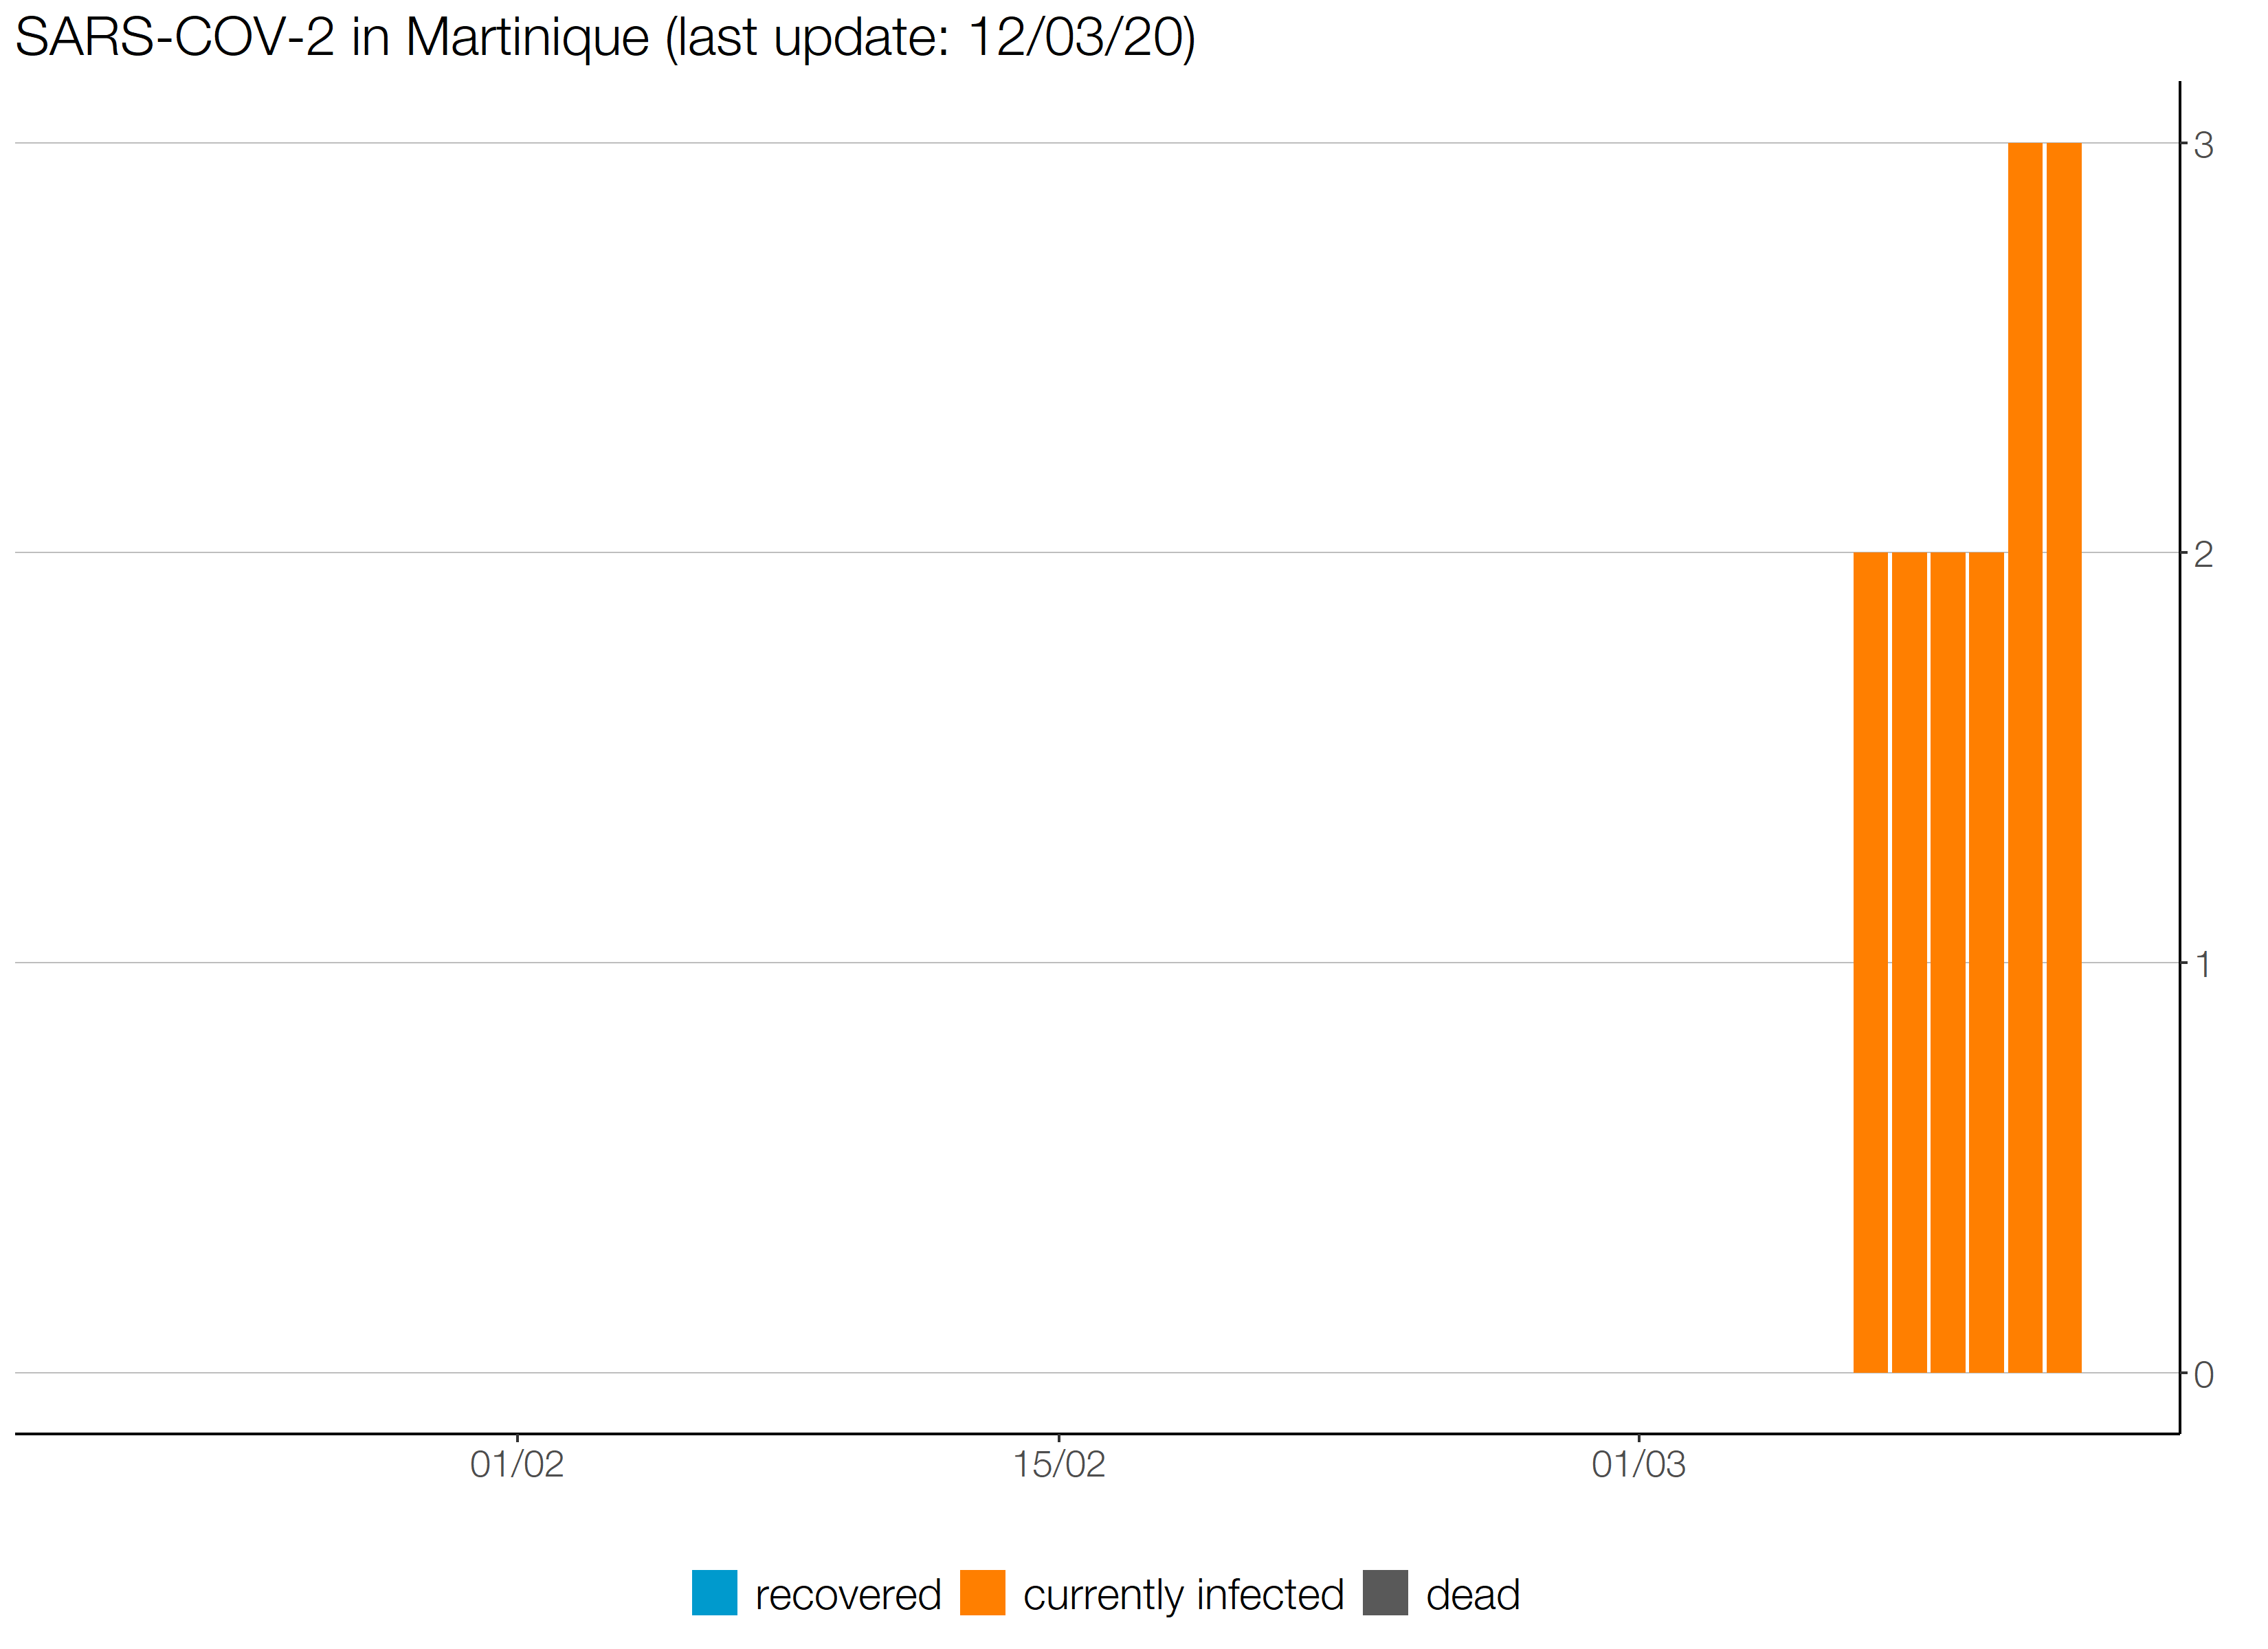 SARS-COV-2 in Martinique (last update: 12/03/20)
3
2
1
0
01/02 15/02 01/03
recovered currently infected dead